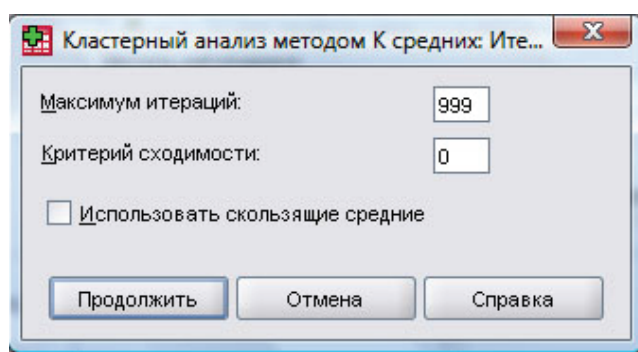 Кластерный анализ методом К средних: Ите...
Максимум итераций: 999
Критерий сходимости: 0
Использовать скользящие средние
Продолжить Отмена Справка